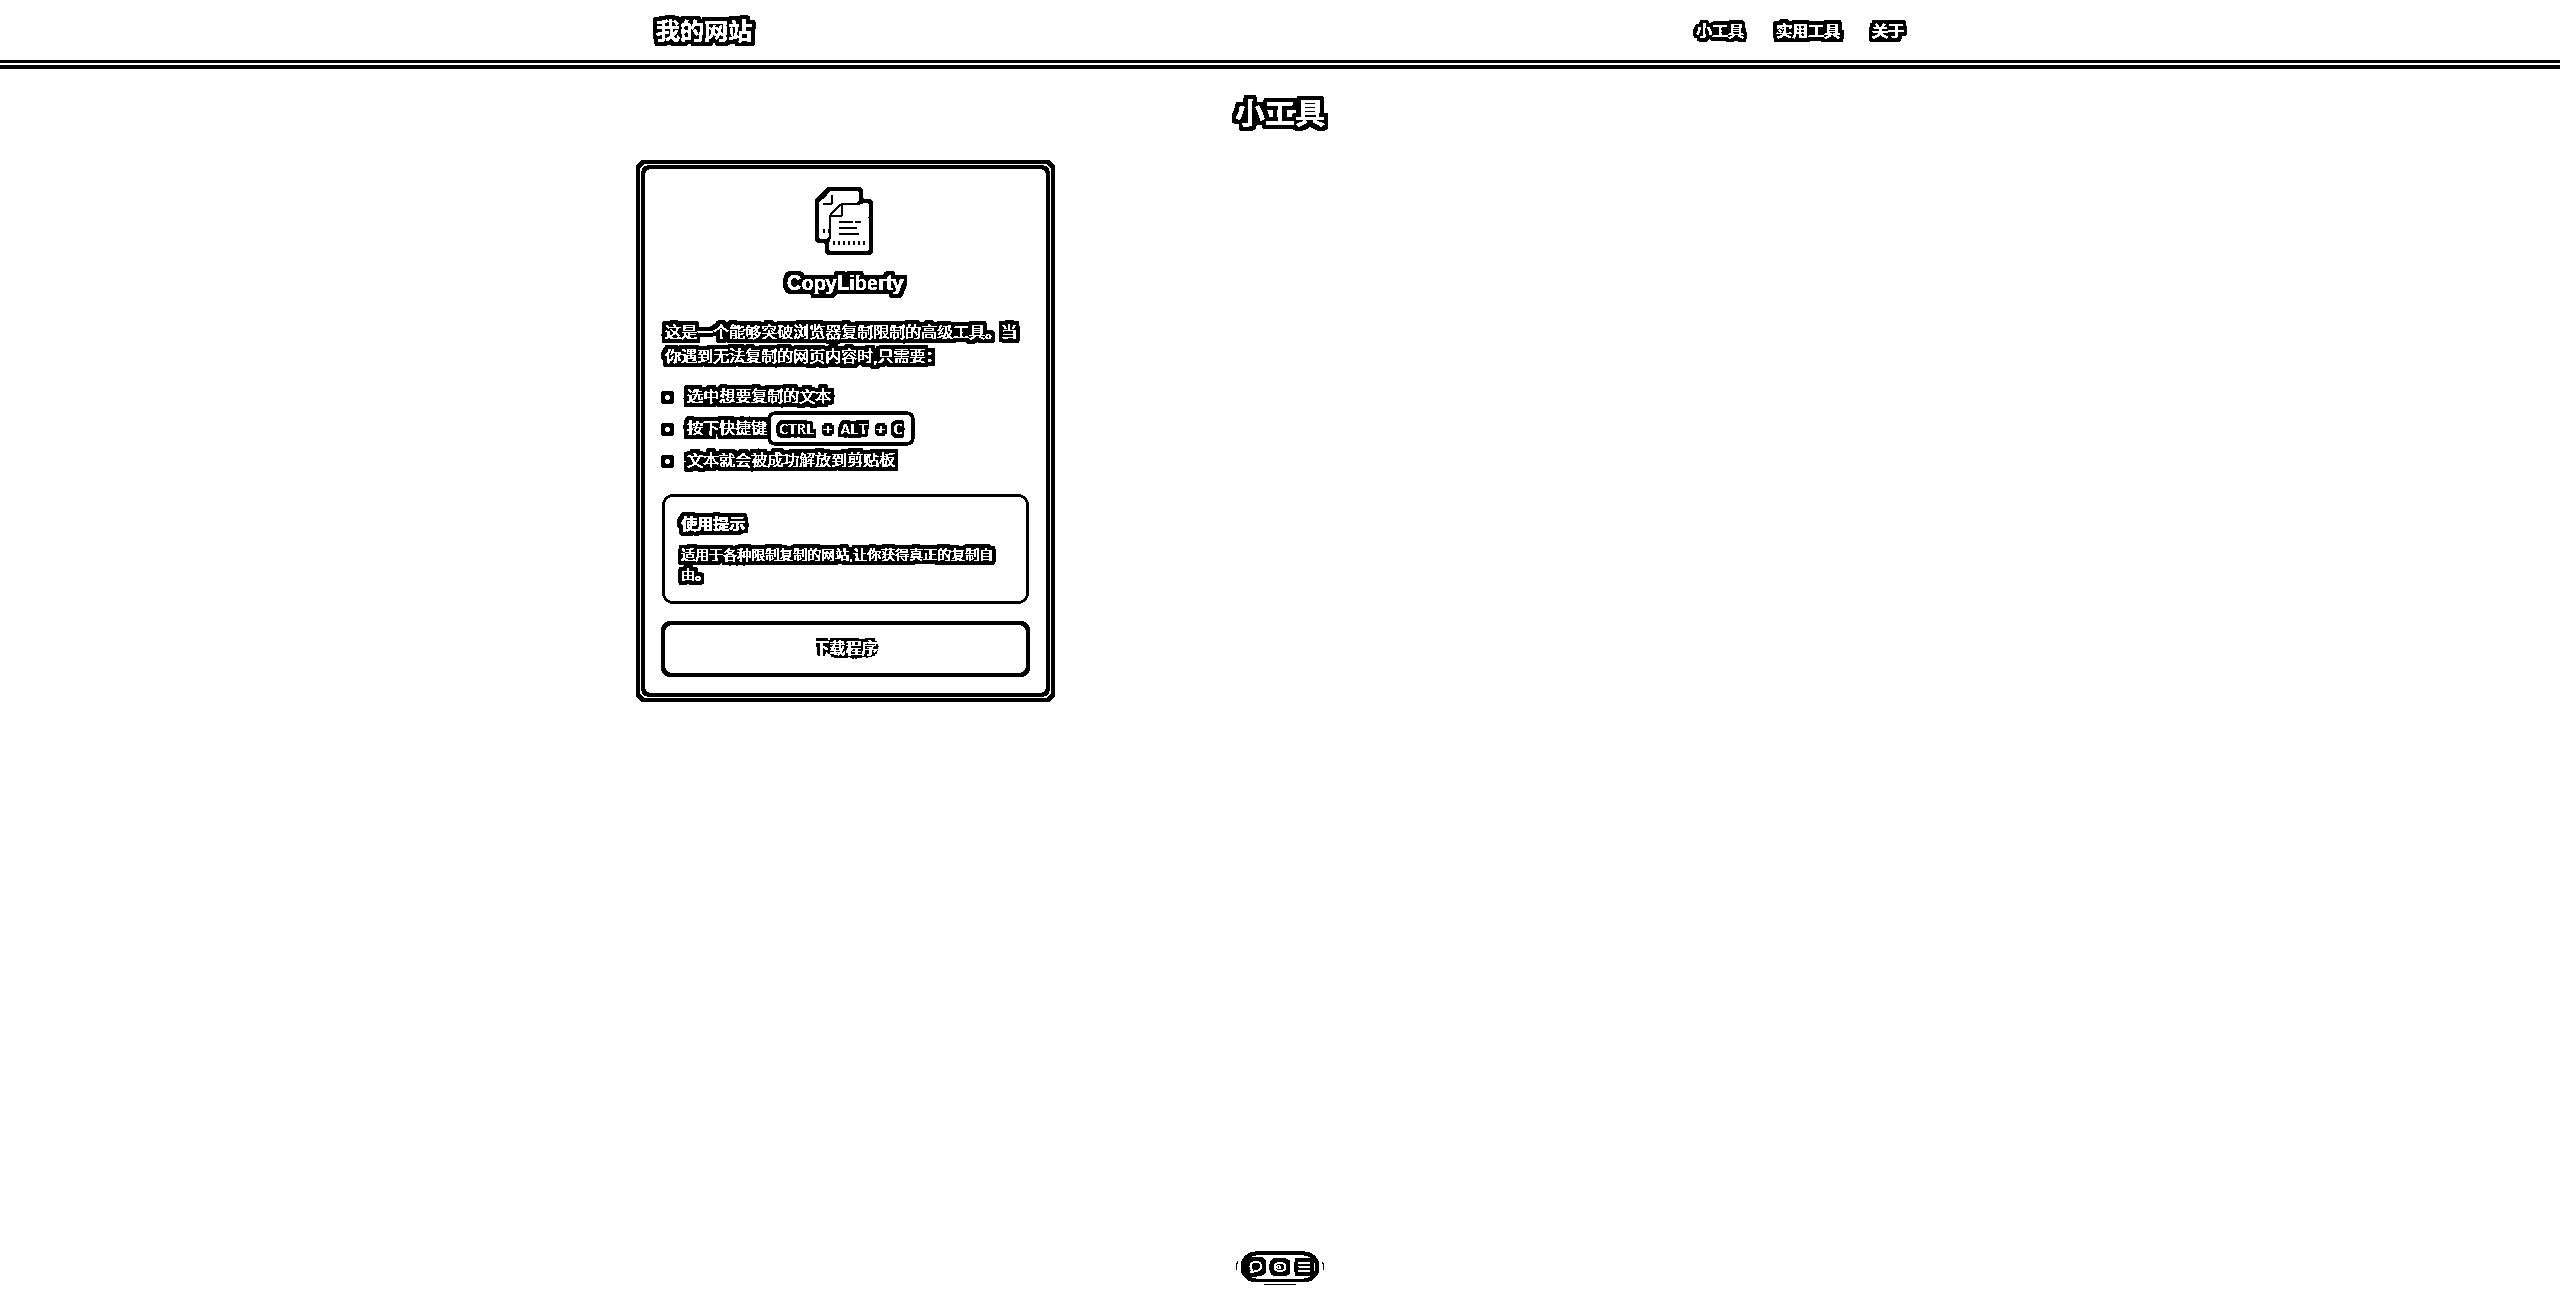 我的网站
小工具 实用工具 关于
小工具
CopyLiberty
这是一个能够突破浏览器复制限制的高级工具。当
你遇到无法复制的网页内容时,只需要：
选中想要复制的文本
按下快捷键 CTRL + ALT + C
文本就会被成功解放到剪贴板
使用提示
适用于各种限制复制的网站,让你获得真正的复制自
由。
下载程序